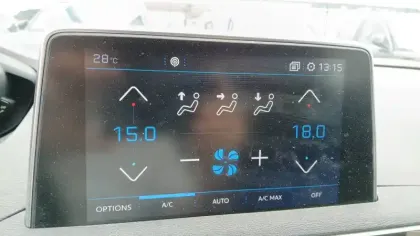 28°C 13:15
15.0 18.0
OPTIONS A/C AUTO A/C MAX OFF